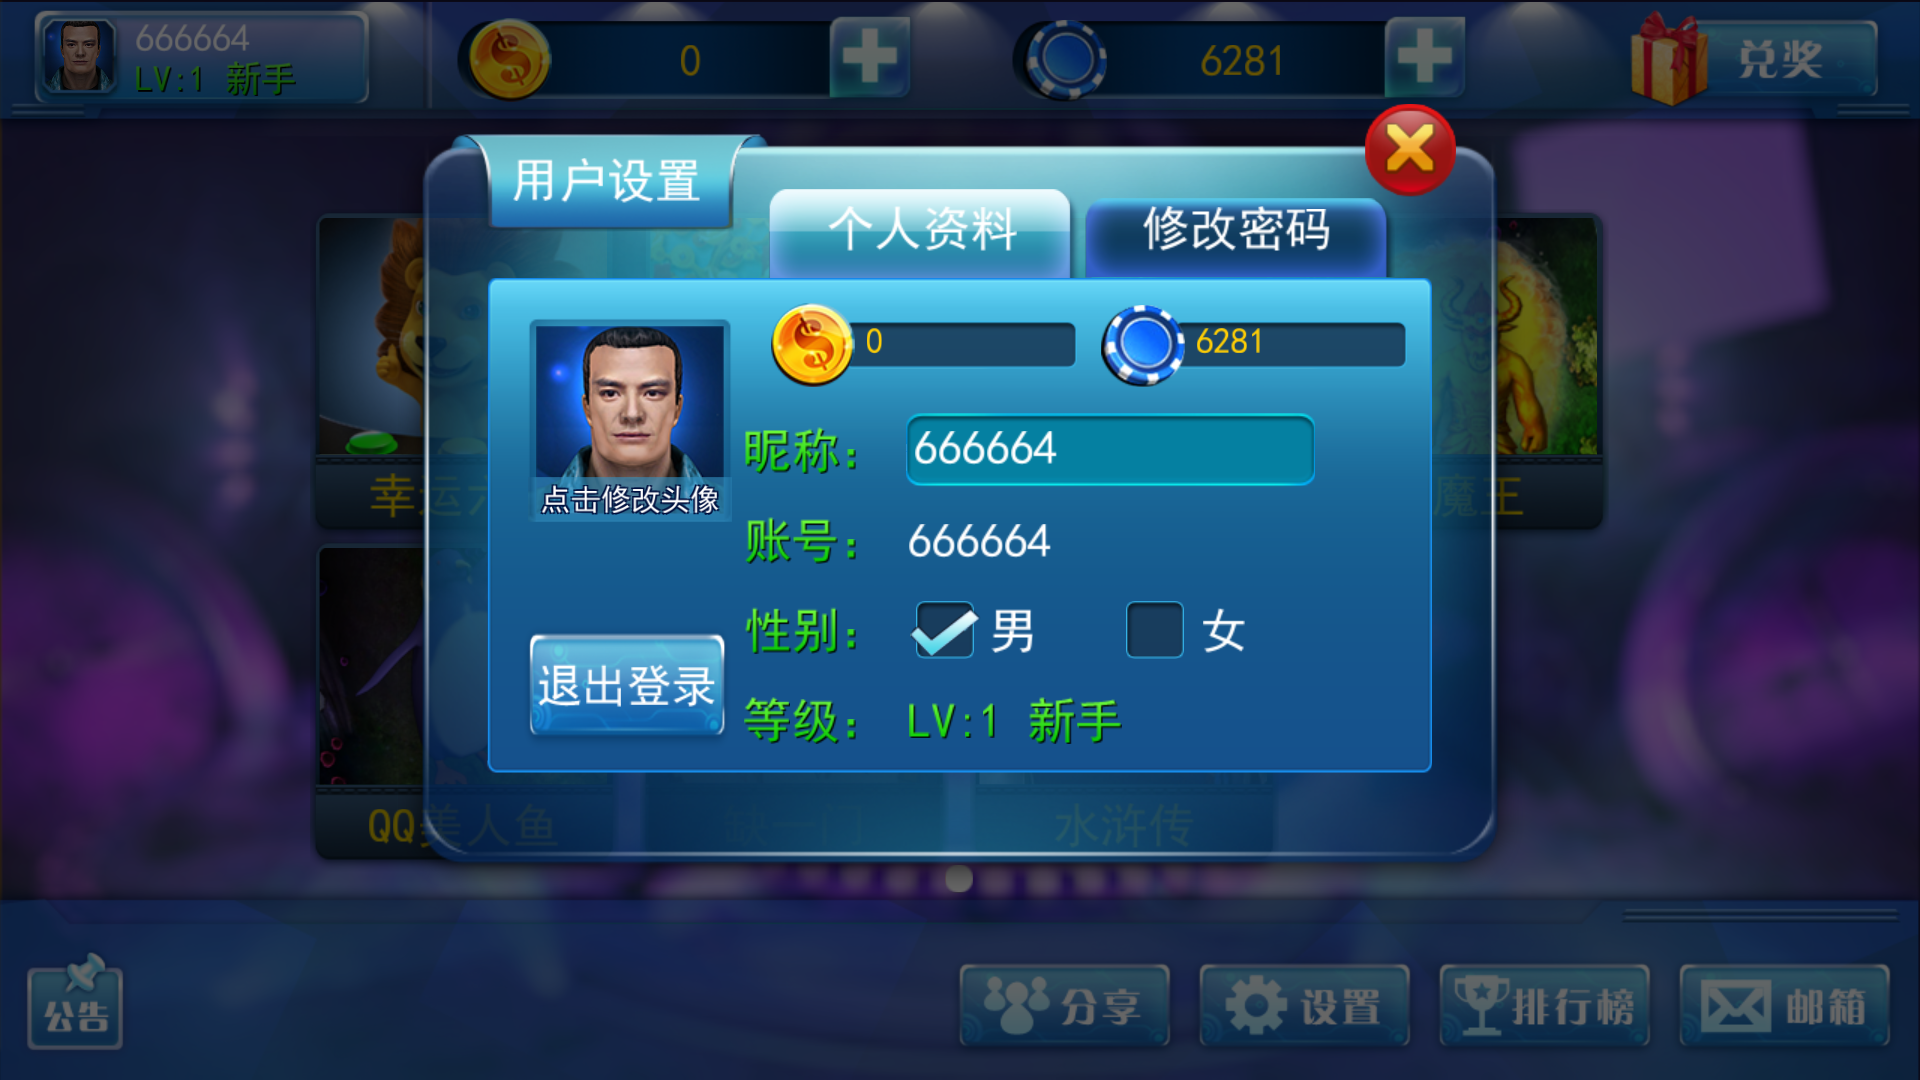 666664
LV:1 新手
0
6281
兑奖
用户设置
个人资料
修改密码
0
6281
点击修改头像
昵称：
666664
账号：
666664
性别：
男
女
退出登录
等级：
LV:1 新手
幸运六
魔王
QQ美人鱼
水浒传
公告
分享
设置
排行榜
邮箱